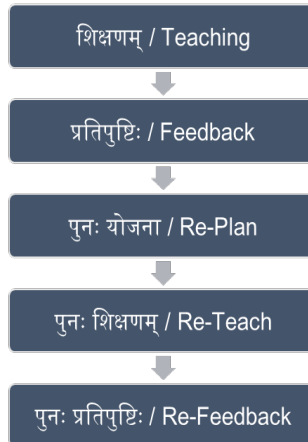 शिक्षणम् / Teaching
प्रतिपुष्टिः / Feedback
पुनः योजना / Re-Plan
पुनः शिक्षणम् / Re-Teach
पुनः प्रतिपुष्टिः / Re-Feedback